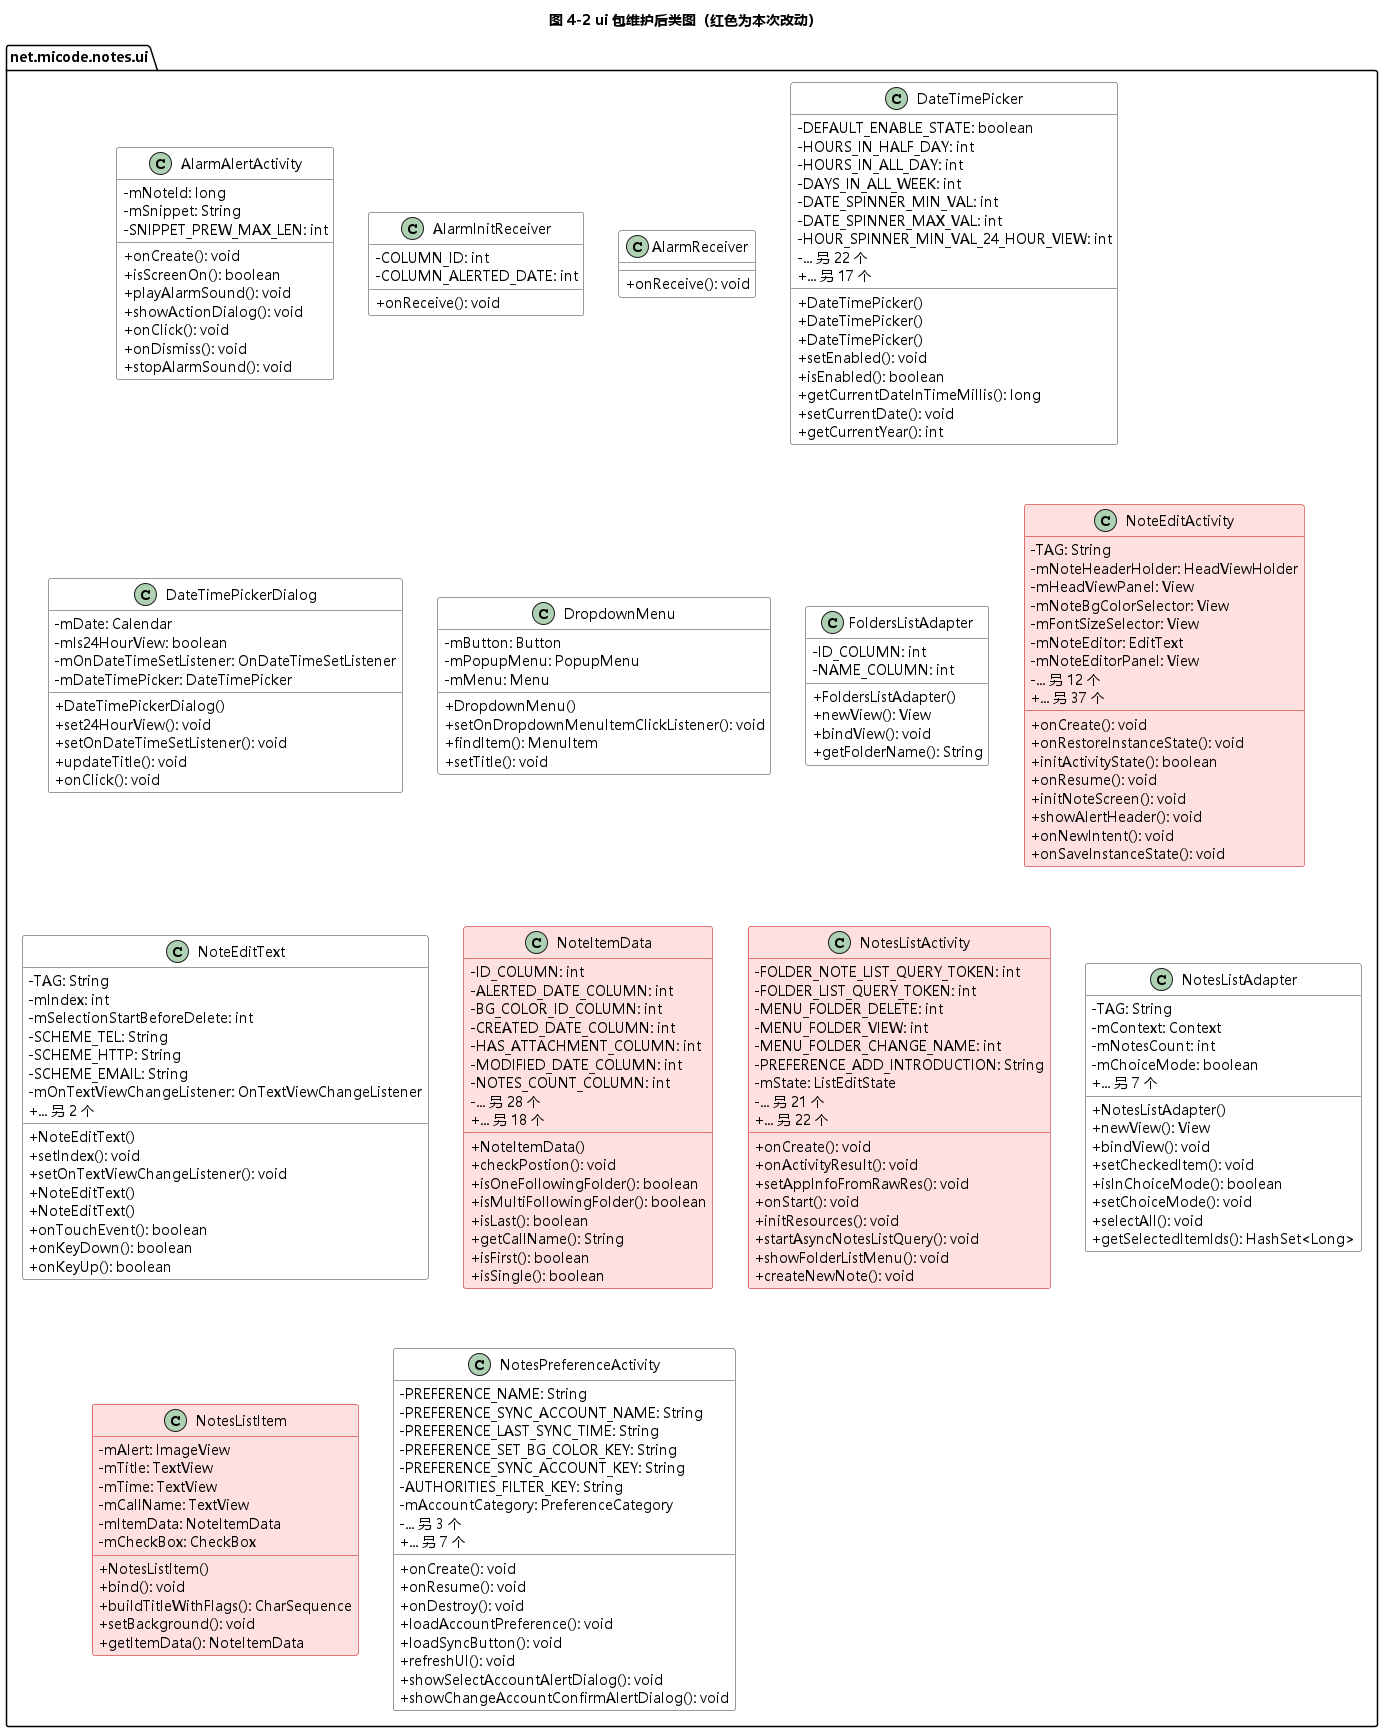 图 4-2 ui 包维护后类图（红色为本次改动）
net.micode.notes.ui
C AlarmAlertActivity
-mNoteId: long
-mSnippet: String
-SNIPPET_PREW_MAX_LEN: int
+onCreate(): void
+isScreenOn(): boolean
+playAlarmSound(): void
+showActionDialog(): void
+onClick(): void
+onDismiss(): void
+stopAlarmSound(): void
C AlarmInitReceiver
-COLUMN_ID: int
-COLUMN_ALERTED_DATE: int
+onReceive(): void
C AlarmReceiver
+onReceive(): void
C DateTimePicker
-DEFAULT_ENABLE_STATE: boolean
-HOURS_IN_HALF_DAY: int
-HOURS_IN_ALL_DAY: int
-DAYS_IN_ALL_WEEK: int
-DATE_SPINNER_MIN_VAL: int
-DATE_SPINNER_MAX_VAL: int
-HOUR_SPINNER_MIN_VAL_24_HOUR_VIEW: int
-... 另 22 个
+... 另 17 个
+DateTimePicker()
+DateTimePicker()
+DateTimePicker()
+setEnabled(): void
+isEnabled(): boolean
+getCurrentDateInTimeMillis(): long
+setCurrentDate(): void
+getCurrentYear(): int
C DateTimePickerDialog
-mDate: Calendar
-mIs24HourView: boolean
-mOnDateTimeSetListener: OnDateTimeSetListener
-mDateTimePicker: DateTimePicker
+DateTimePickerDialog()
+set24HourView(): void
+setOnDateTimeSetListener(): void
+updateTitle(): void
+onClick(): void
C DropdownMenu
-mButton: Button
-mPopupMenu: PopupMenu
-mMenu: Menu
+DropdownMenu()
+setOnDropdownMenuItemClickListener(): void
+findItem(): MenuItem
+setTitle(): void
C FoldersListAdapter
-ID_COLUMN: int
-NAME_COLUMN: int
+FoldersListAdapter()
+newView(): View
+bindView(): void
+getFolderName(): String
C NoteEditActivity
-TAG: String
-mNoteHeaderHolder: HeadViewHolder
-mHeadViewPanel: View
-mNoteBgColorSelector: View
-mFontSizeSelector: View
-mNoteEditor: EditText
-mNoteEditorPanel: View
-... 另 12 个
+... 另 37 个
+onCreate(): void
+onRestoreInstanceState(): void
+initActivityState(): boolean
+onResume(): void
+initNoteScreen(): void
+showAlertHeader(): void
+onNewIntent(): void
+onSaveInstanceState(): void
C NoteEditText
-TAG: String
-mIndex: int
-mSelectionStartBeforeDelete: int
-SCHEME_TEL: String
-SCHEME_HTTP: String
-SCHEME_EMAIL: String
-mOnTextViewChangeListener: OnTextViewChangeListener
+... 另 2 个
+NoteEditText()
+setIndex(): void
+setOnTextViewChangeListener(): void
+NoteEditText()
+NoteEditText()
+onTouchEvent(): boolean
+onKeyDown(): boolean
+onKeyUp(): boolean
C NoteItemData
-ID_COLUMN: int
-ALERTED_DATE_COLUMN: int
-BG_COLOR_ID_COLUMN: int
-CREATED_DATE_COLUMN: int
-HAS_ATTACHMENT_COLUMN: int
-MODIFIED_DATE_COLUMN: int
-NOTES_COUNT_COLUMN: int
-... 另 28 个
+... 另 18 个
+NoteItemData()
+checkPostion(): void
+isOneFollowingFolder(): boolean
+isMultiFollowingFolder(): boolean
+isLast(): boolean
+getCallName(): String
+isFirst(): boolean
+isSingle(): boolean
C NotesListActivity
-FOLDER_NOTE_LIST_QUERY_TOKEN: int
-FOLDER_LIST_QUERY_TOKEN: int
-MENU_FOLDER_DELETE: int
-MENU_FOLDER_VIEW: int
-MENU_FOLDER_CHANGE_NAME: int
-PREFERENCE_ADD_INTRODUCTION: String
-mState: ListEditState
-... 另 21 个
+... 另 22 个
+onCreate(): void
+onActivityResult(): void
+setAppInfoFromRawRes(): void
+onStart(): void
+initResources(): void
+startAsyncNotesListQuery(): void
+showFolderListMenu(): void
+createNewNote(): void
C NotesListAdapter
-TAG: String
-mContext: Context
-mNotesCount: int
-mChoiceMode: boolean
+... 另 7 个
+NotesListAdapter()
+newView(): View
+bindView(): void
+setCheckedItem(): void
+isInChoiceMode(): boolean
+setChoiceMode(): void
+selectAll(): void
+getSelectedItemIds(): HashSet<Long>
C NotesListItem
-mAlert: ImageView
-mTitle: TextView
-mTime: TextView
-mCallName: TextView
-mItemData: NoteItemData
-mCheckBox: CheckBox
+NotesListItem()
+bind(): void
+buildTitleWithFlags(): CharSequence
+setBackground(): void
+getItemData(): NoteItemData
C NotesPreferenceActivity
-PREFERENCE_NAME: String
-PREFERENCE_SYNC_ACCOUNT_NAME: String
-PREFERENCE_LAST_SYNC_TIME: String
-PREFERENCE_SET_BG_COLOR_KEY: String
-PREFERENCE_SYNC_ACCOUNT_KEY: String
-AUTHORITIES_FILTER_KEY: String
-mAccountCategory: PreferenceCategory
-... 另 3 个
+... 另 7 个
+onCreate(): void
+onResume(): void
+onDestroy(): void
+loadAccountPreference(): void
+loadSyncButton(): void
+refreshUI(): void
+showSelectAccountAlertDialog(): void
+showChangeAccountConfirmAlertDialog(): void